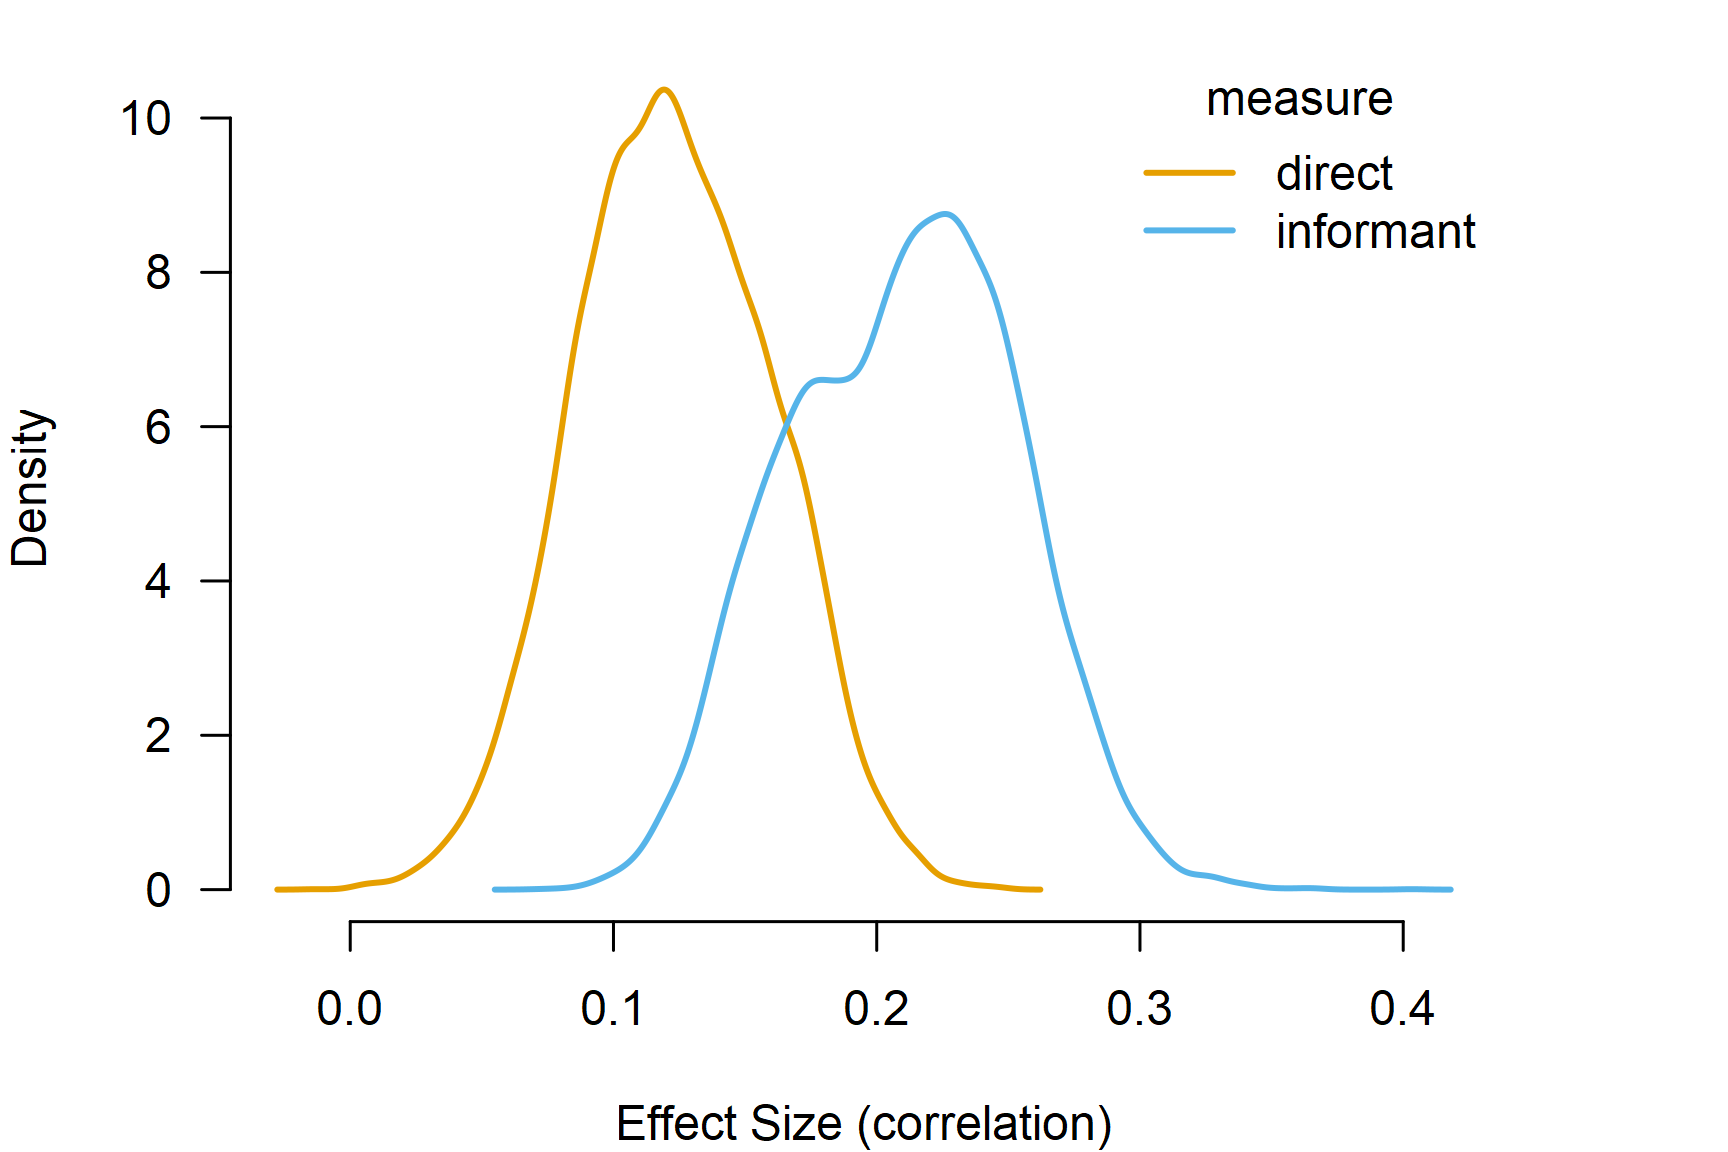 measure
direct
informant
10
8
6
4
2
0
Density
0.0 0.1 0.2 0.3 0.4
Effect Size (correlation)